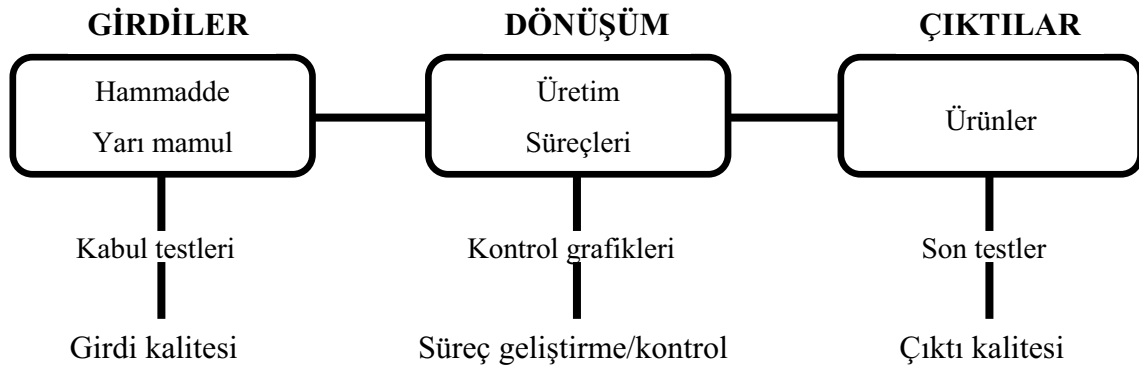 GİRDİLER
DÖNÜŞÜM
ÇIKTILAR
Hammadde
Yarı mamul
Üretim
Süreçleri
Ürünler
Kabul testleri
Kontrol grafikleri
Son testler
Girdi kalitesi
Süreç geliştirme/kontrol
Çıktı kalitesi